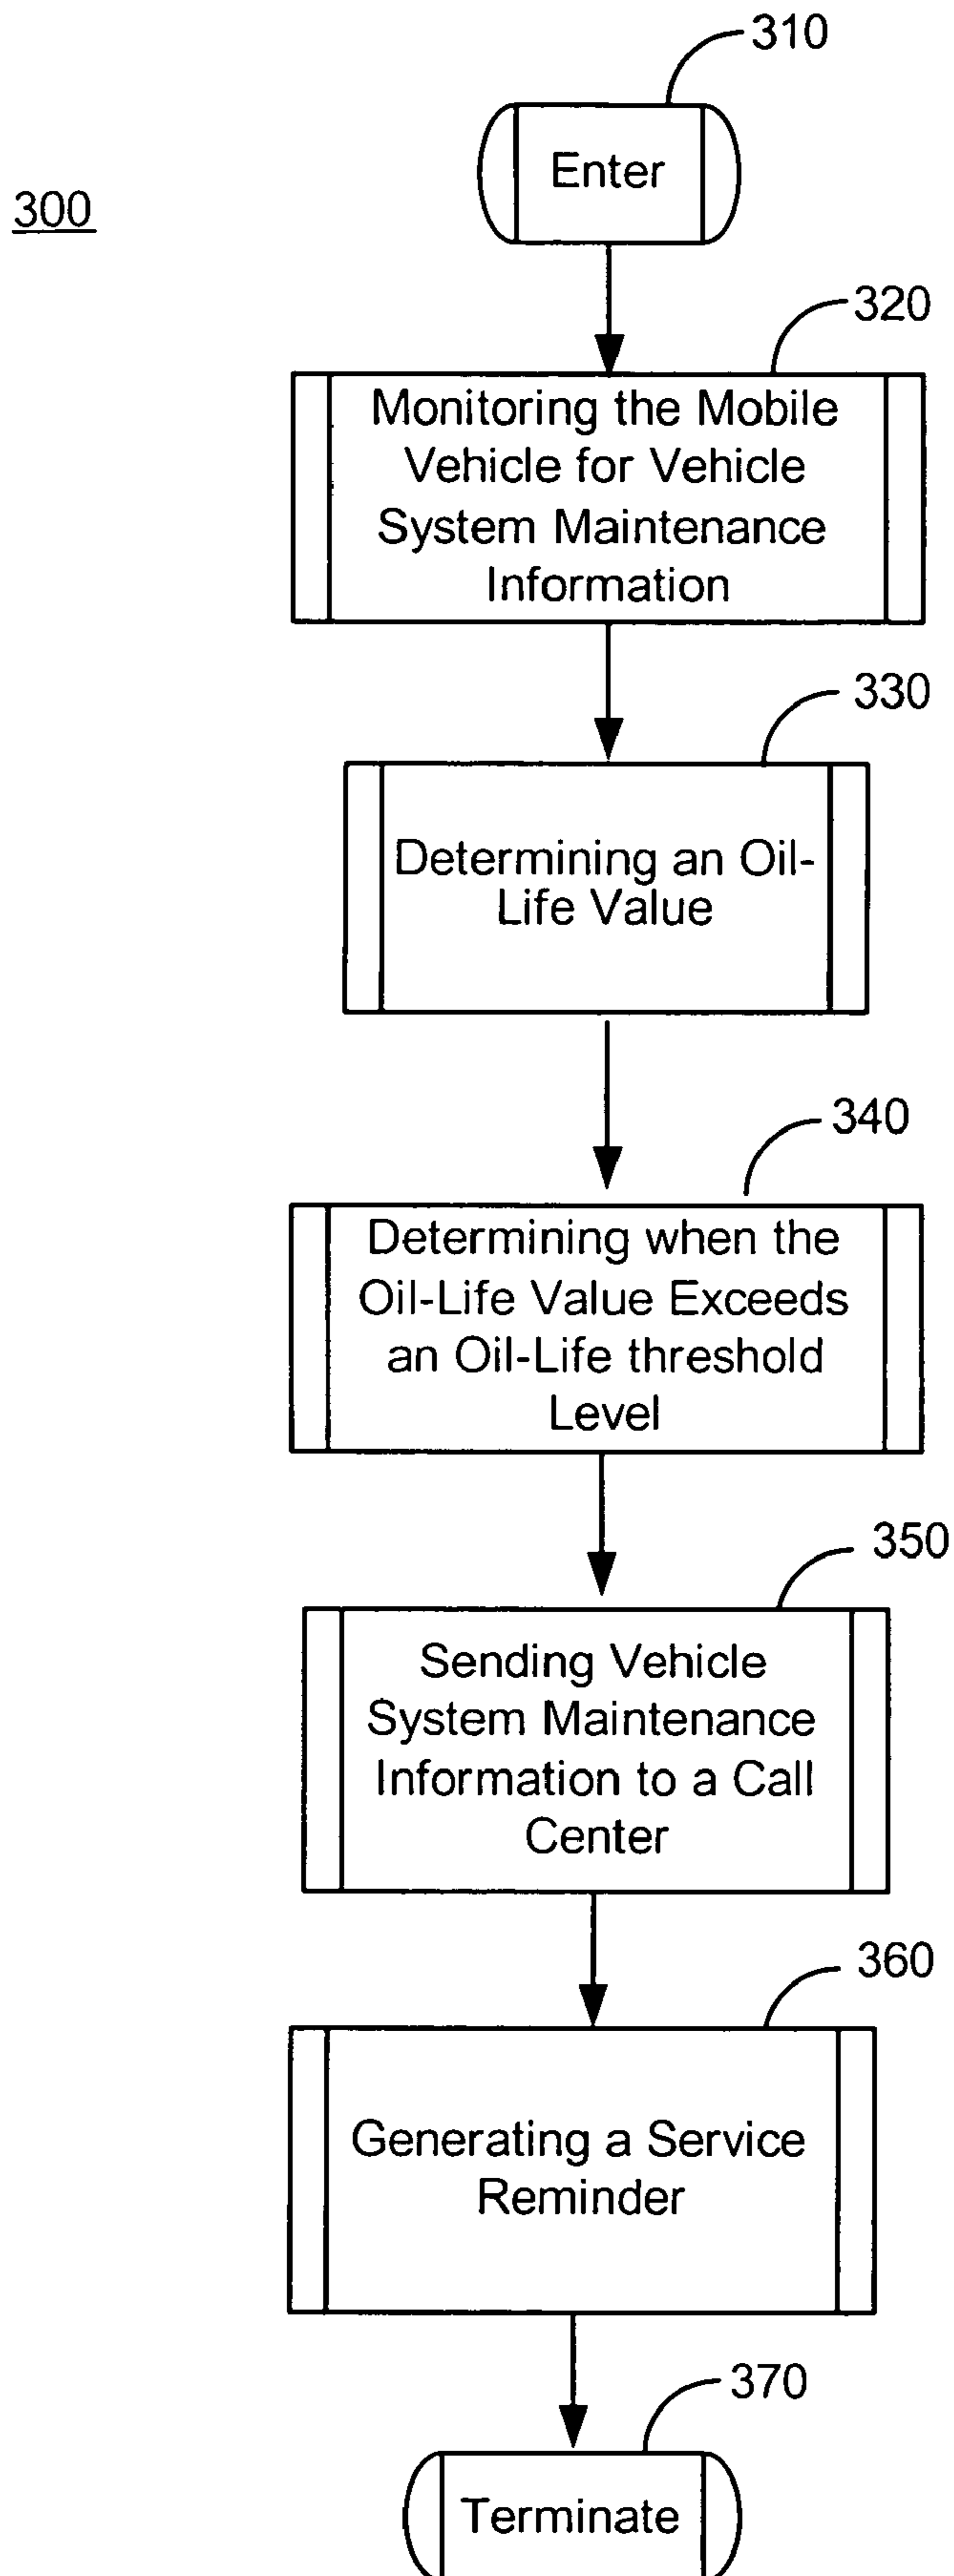 310
Enter
300
320
Monitoring the Mobile
Vehicle for Vehicle
System Maintenance
Information
330
Determining an Oil-
Life Value
340
Determining when the
Oil-Life Value Exceeds
an Oil-Life threshold
Level
350
Sending Vehicle
System Maintenance
Information to a Call
Center
360
Generating a Service
Reminder
370
Terminate